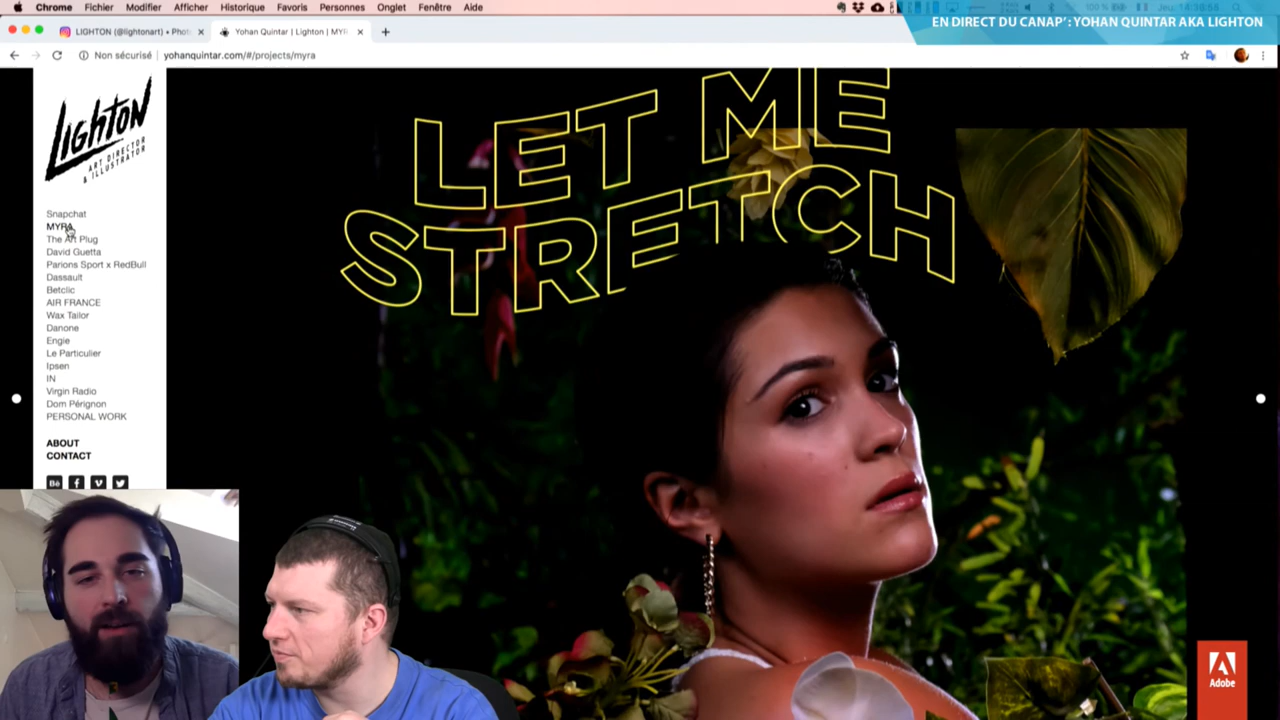 Chrome Fichier Modifier Afficher Historique Favoris Personnes Onglet Fenêtre Aide
EN DIRECT DU CANAP' : YOHAN QUINTAR AKA LIGHTON
LIGHTON (@lightonart) • Phot
Yohan Quintar | Lighton | MYR
Non sécurisé yohanquintar.com/#/projects/myra
LIGHTON
ART DIRECTOR
& ILLUSTRATOR
Snapchat
MYRA
The Art Plug
David Guetta
Parions Sport x RedBull
Dassault
Betclic
AIR FRANCE
Wax Tailor
Danone
Engie
Le Particulier
Ipsen
IN
Virgin Radio
Dom Pérignon
PERSONAL WORK
ABOUT
CONTACT
Bē
LET ME
STRETCH
Adobe